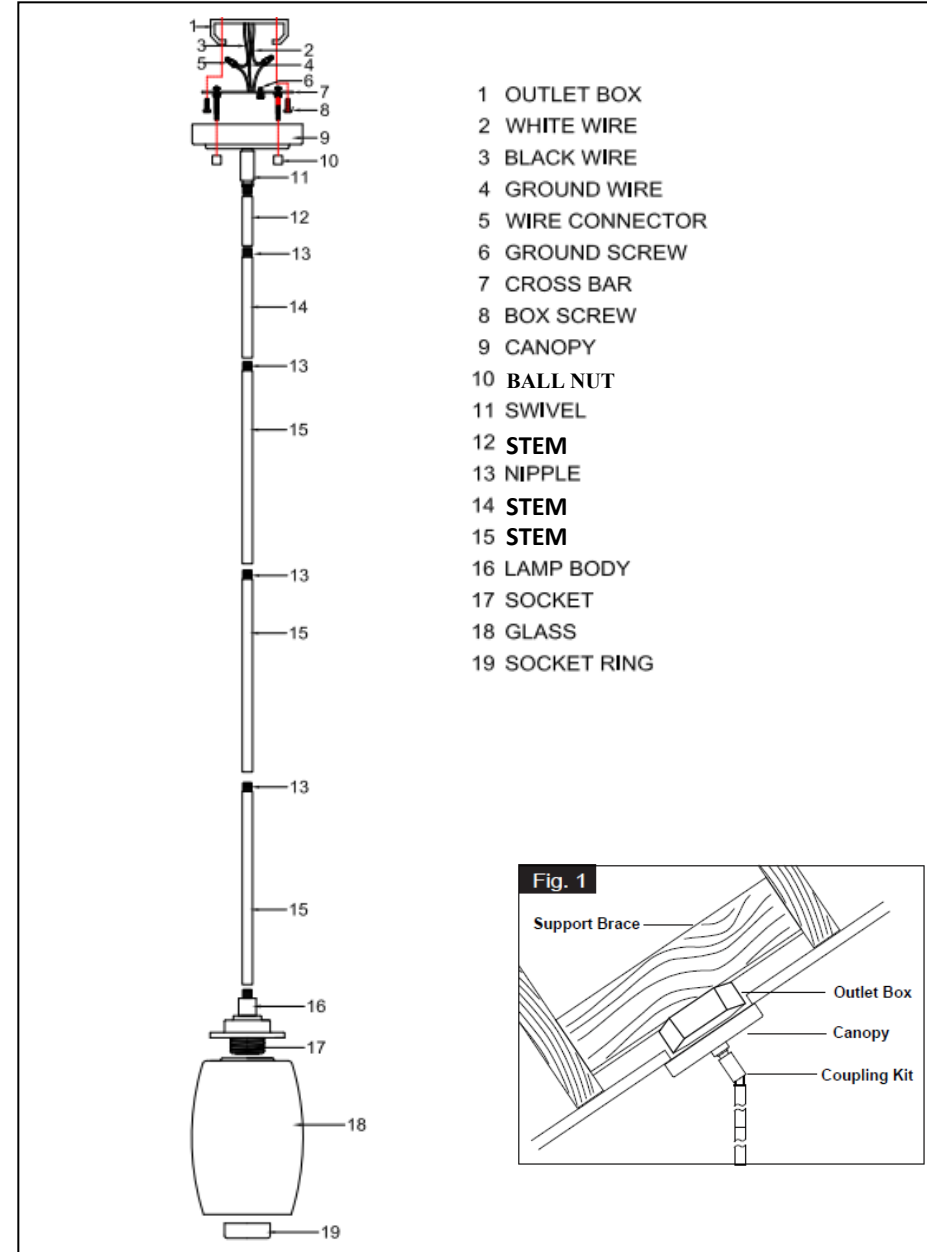 1
3
2
5
4
6
7
8
9
10
11
12
13
14
13
15
13
15
13
15
16
17
18
19
1 OUTLET BOX
2 WHITE WIRE
3 BLACK WIRE
4 GROUND WIRE
5 WIRE CONNECTOR
6 GROUND SCREW
7 CROSS BAR
8 BOX SCREW
9 CANOPY
10 BALL NUT
11 SWIVEL
12 STEM
13 NIPPLE
14 STEM
15 STEM
16 LAMP BODY
17 SOCKET
18 GLASS
19 SOCKET RING
Fig. 1
Support Brace
Outlet Box
Canopy
Coupling Kit